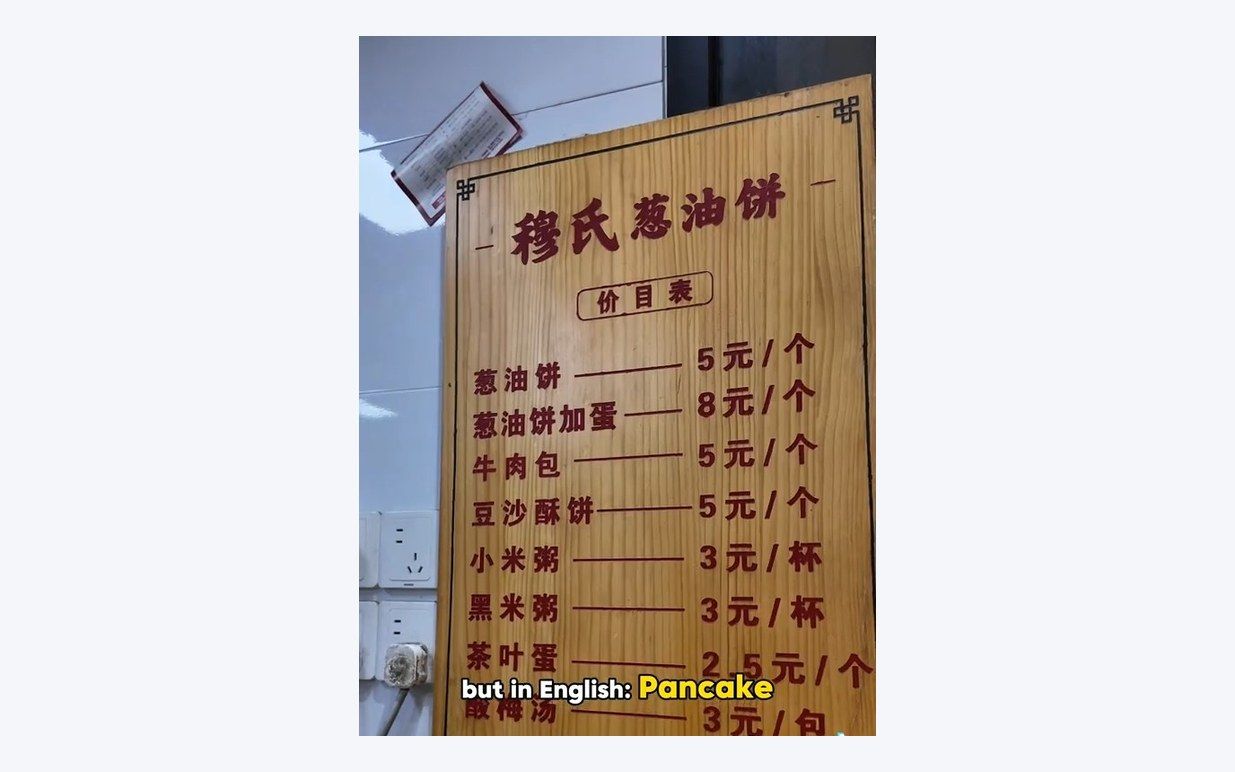 穆氏葱油饼
价目表
葱油饼 5元/个
葱油饼加蛋 8元/个
牛肉包 5元/个
豆沙酥饼 5元/个
小米粥 3元/杯
黑米粥 3元/杯
茶叶蛋 2.5元/个
but in English: Pancake
酸梅汤 3元/包